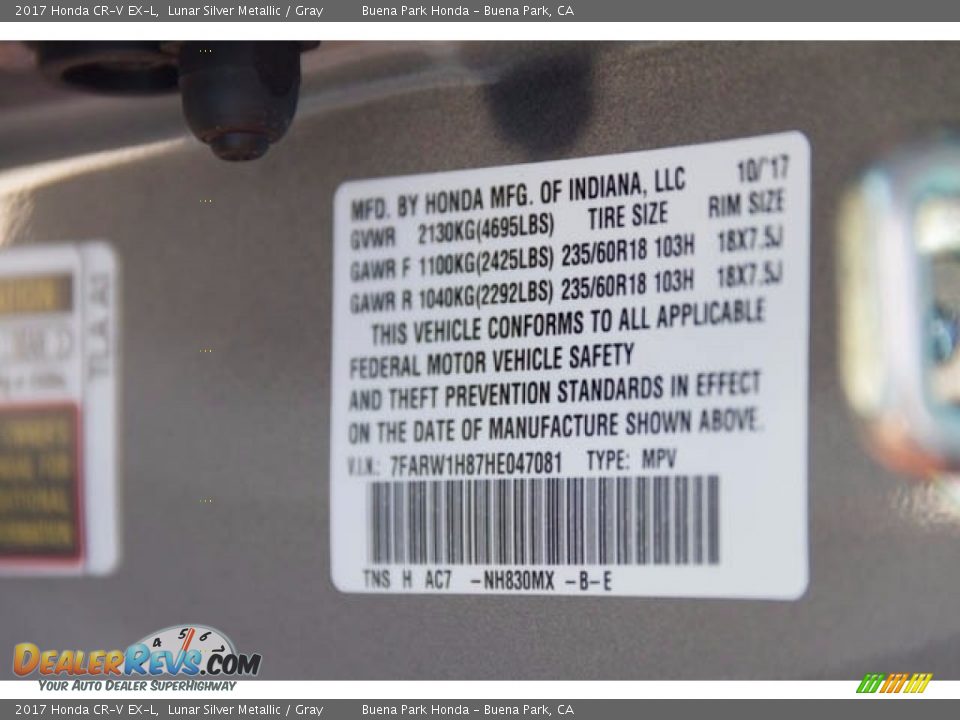 2017 Honda CR-V EX-L, Lunar Silver Metallic / Gray Buena Park Honda - Buena Park, CA
MFD. BY HONDA MFG. OF INDIANA, LLC 10/'17
GVWR 2130KG(4695LBS) TIRE SIZE RIM SIZE
GAWR F 1100KG(2425LBS) 235/60R18 103H 18X7.5J
GAWR R 1040KG(2292LBS) 235/60R18 103H 18X7.5J
THIS VEHICLE CONFORMS TO ALL APPLICABLE
FEDERAL MOTOR VEHICLE SAFETY
AND THEFT PREVENTION STANDARDS IN EFFECT
ON THE DATE OF MANUFACTURE SHOWN ABOVE.
V.I.N.: 7FARW1H87HE047081 TYPE: MPV
TNS H AC7 -NH830MX -B-E
TLA A1
4 5 6
DEALERREVS.COM
YOUR AUTO DEALER SUPERHIGHWAY
2017 Honda CR-V EX-L, Lunar Silver Metallic / Gray Buena Park Honda - Buena Park, CA